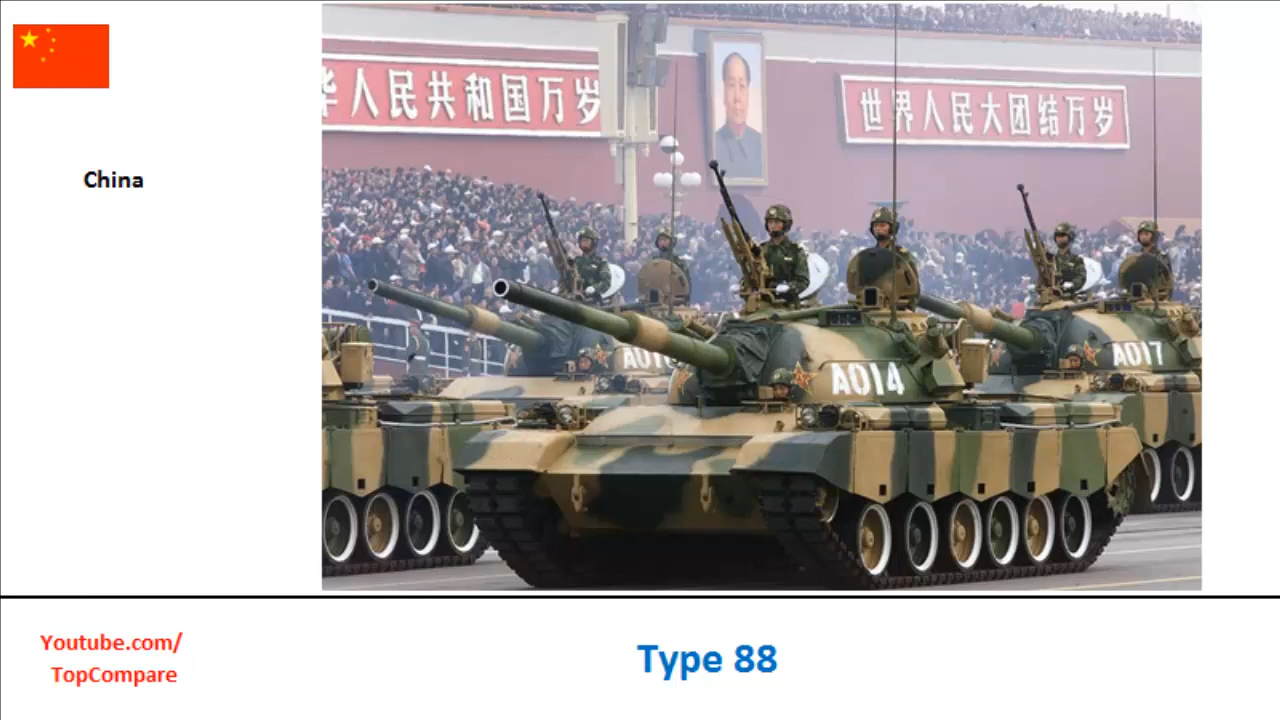 华人民共和国万岁
世界人民大团结万岁
China
A014
A017
Youtube.com/
TopCompare
Type 88